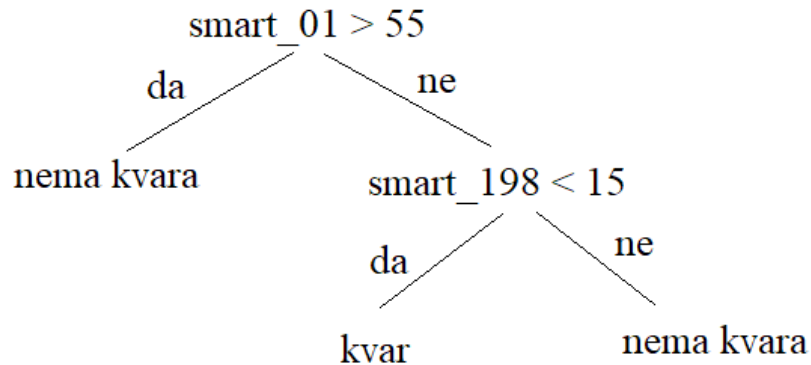 smart_01 > 55
da
ne
nema kvara
smart_198 < 15
da
ne
kvar
nema kvara